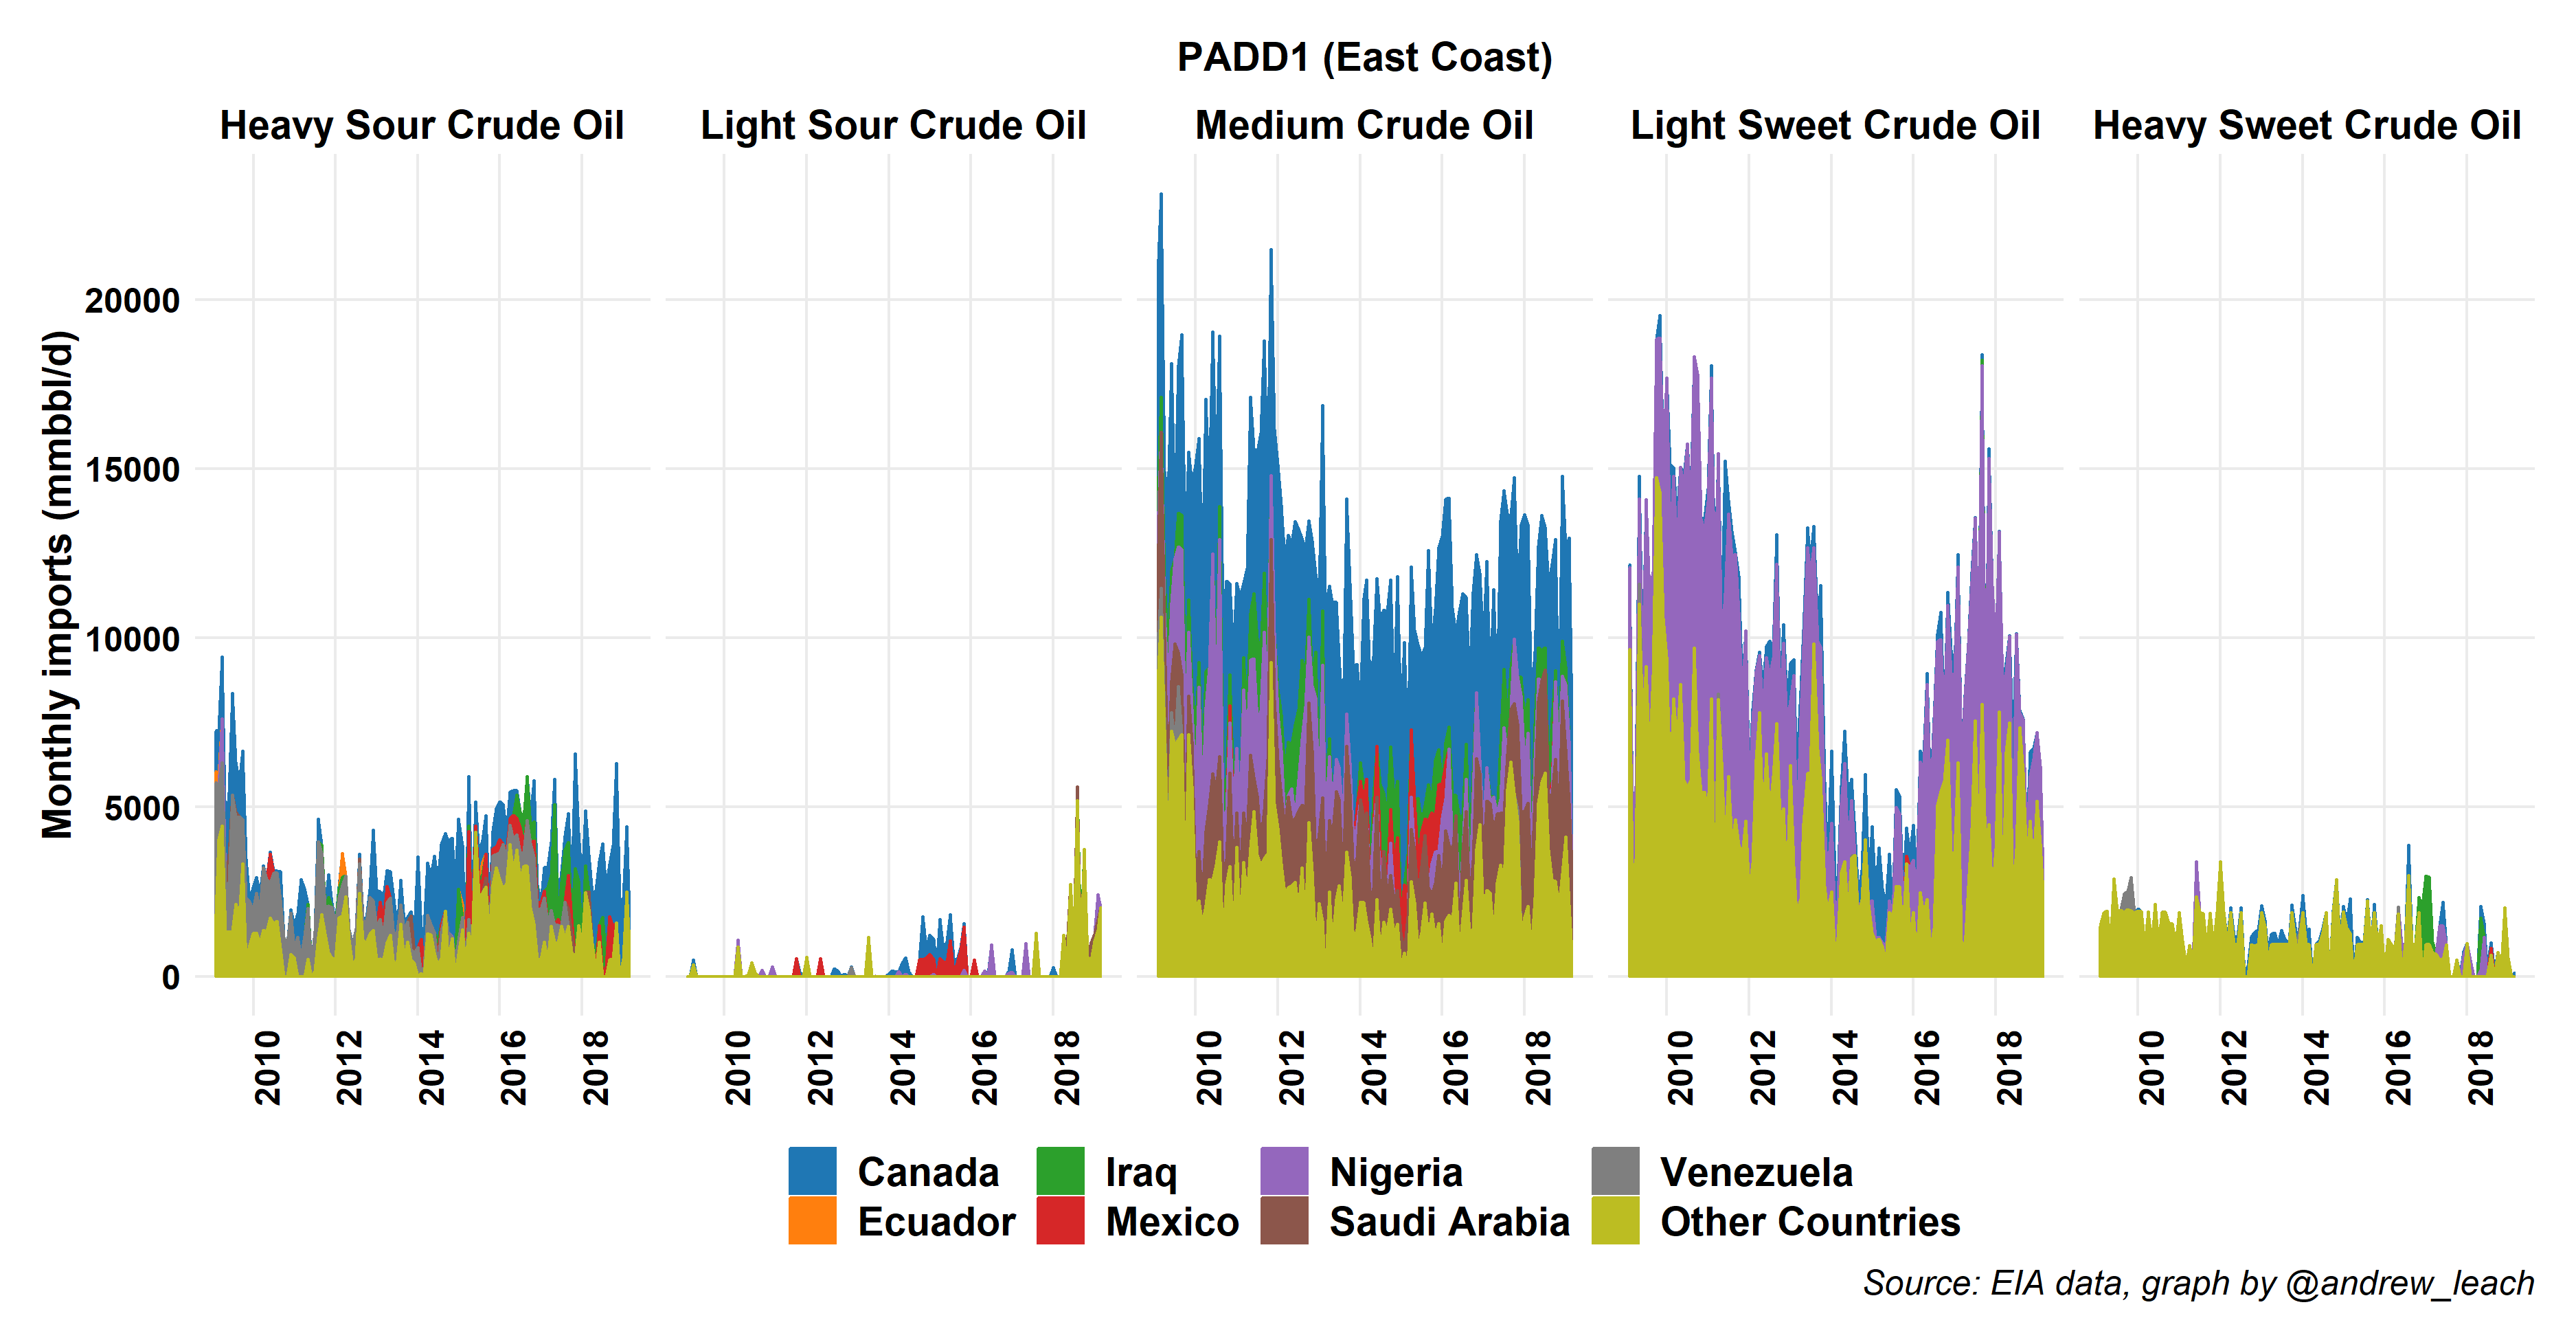 PADD1 (East Coast)
Heavy Sour Crude Oil
Light Sour Crude Oil
Medium Crude Oil
Light Sweet Crude Oil
Heavy Sweet Crude Oil
Monthly imports (mmbbl/d)
20000
15000
10000
5000
0
2010 2012 2014 2016 2018
2010 2012 2014 2016 2018
2010 2012 2014 2016 2018
2010 2012 2014 2016 2018
2010 2012 2014 2016 2018
Canada Iraq Nigeria Venezuela
Ecuador Mexico Saudi Arabia Other Countries
Source: EIA data, graph by @andrew_leach